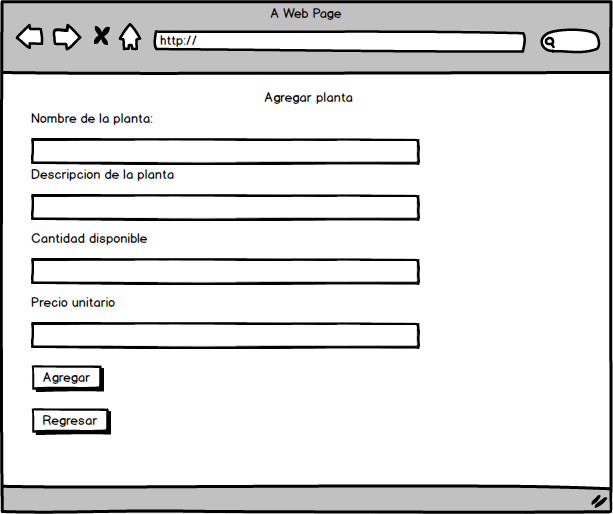 A Web Page
http://
Agregar planta
Nombre de la planta:
Descripcion de la planta
Cantidad disponible
Precio unitario
Agregar
Regresar